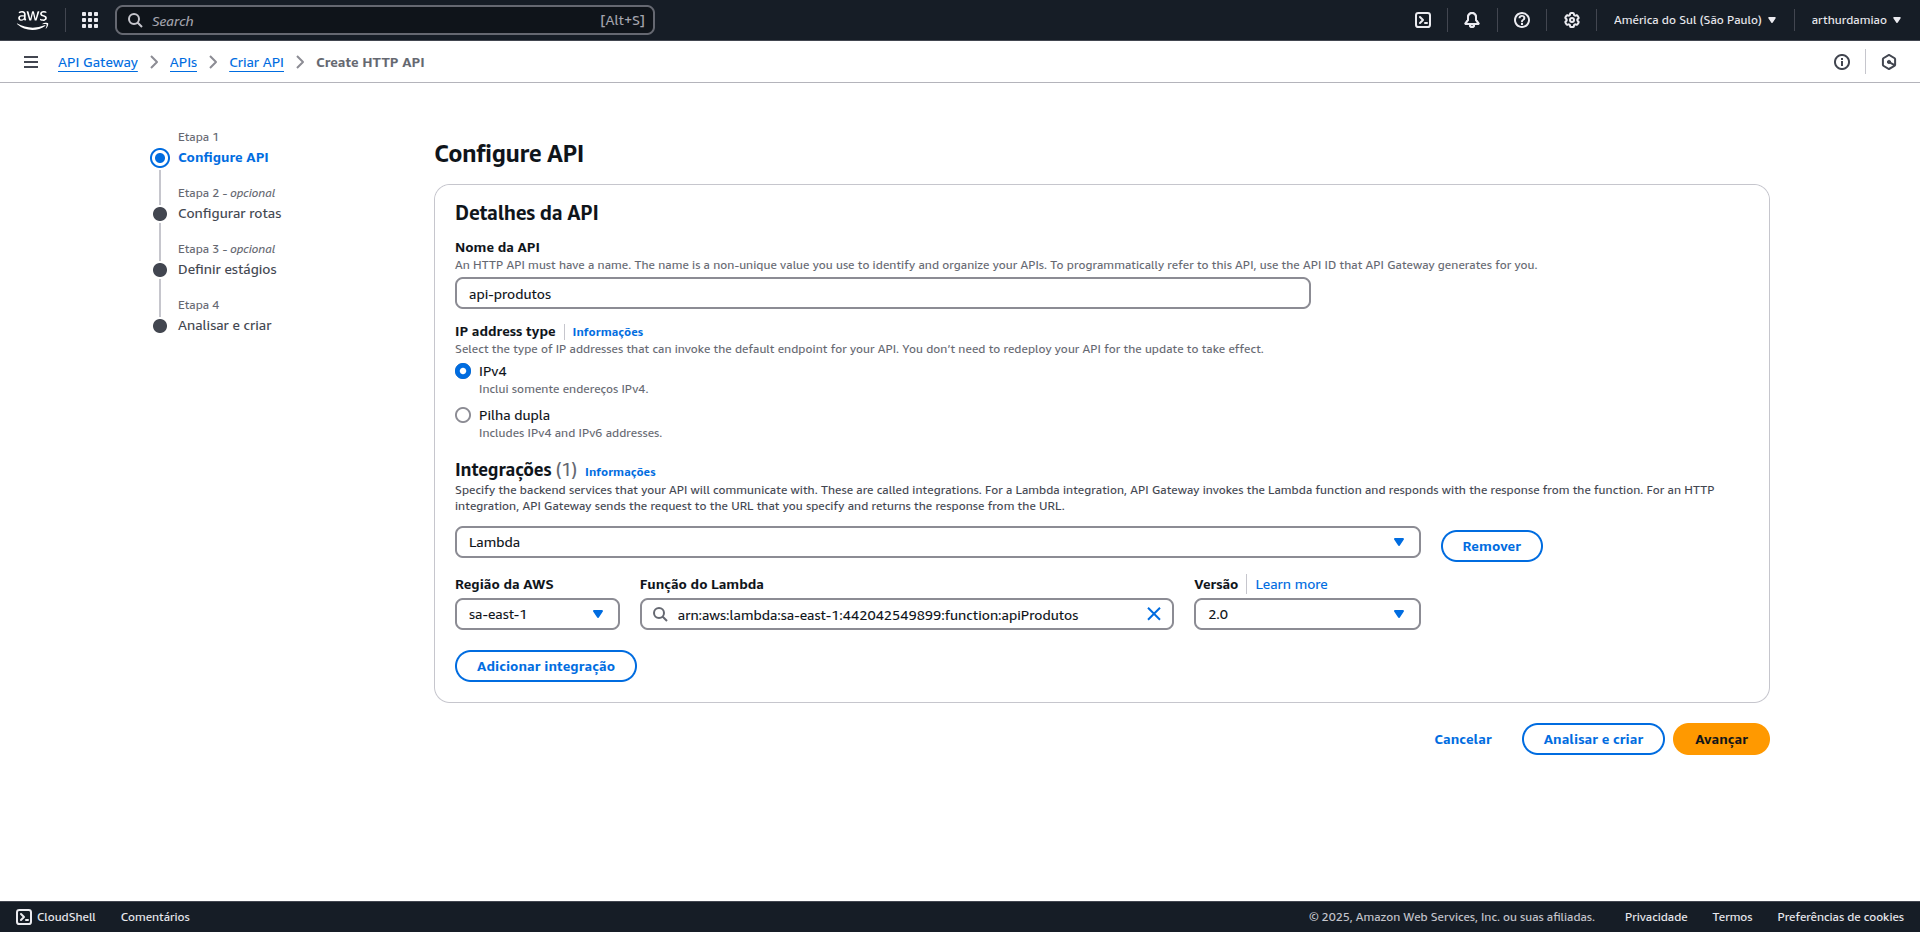 aws
Search
[Alt+S]
América do Sul (São Paulo)
arthurdamiao
API Gateway
APIs
Criar API
Create HTTP API
Etapa 1
Configure API
Etapa 2 - opcional
Configurar rotas
Etapa 3 - opcional
Definir estágios
Etapa 4
Analisar e criar
Configure API
Detalhes da API
Nome da API
An HTTP API must have a name. The name is a non-unique value you use to identify and organize your APIs. To programmatically refer to this API, use the API ID that API Gateway generates for you.
api-produtos
IP address type
Informações
Select the type of IP addresses that can invoke the default endpoint for your API. You don’t need to redeploy your API for the update to take effect.
IPv4
Inclui somente endereços IPv4.
Pilha dupla
Includes IPv4 and IPv6 addresses.
Integrações (1)
Informações
Specify the backend services that your API will communicate with. These are called integrations. For a Lambda integration, API Gateway invokes the Lambda function and responds with the response from the function. For an HTTP
integration, API Gateway sends the request to the URL that you specify and returns the response from the URL.
Lambda
Remover
Região da AWS
Função do Lambda
Versão
Learn more
sa-east-1
arn:aws:lambda:sa-east-1:442042549899:function:apiProdutos
2.0
Adicionar integração
Cancelar
Analisar e criar
Avançar
CloudShell
Comentários
© 2025, Amazon Web Services, Inc. ou suas afiliadas.
Privacidade
Termos
Preferências de cookies